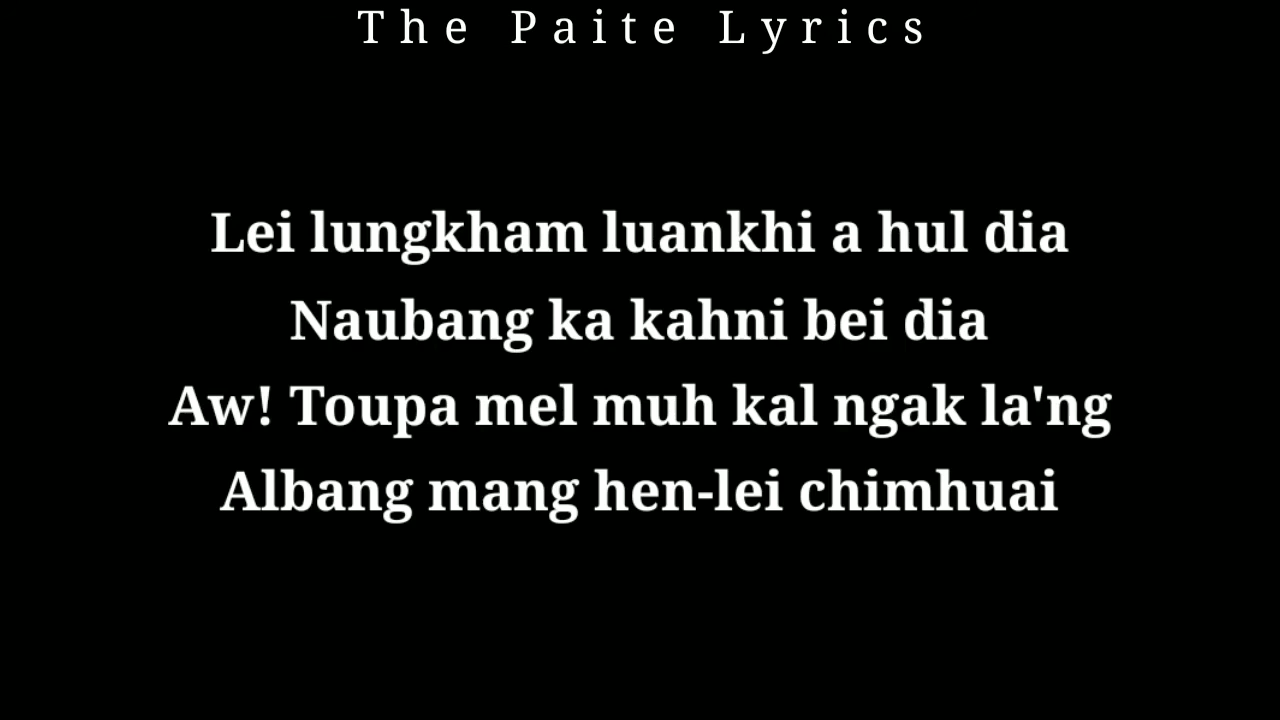 The Paite Lyrics
Lei lungkham luankhi a hul dia
Naubang ka kahni bei dia
Aw! Toupa mel muh kal ngak la'ng
Albang mang hen-lei chimhuai